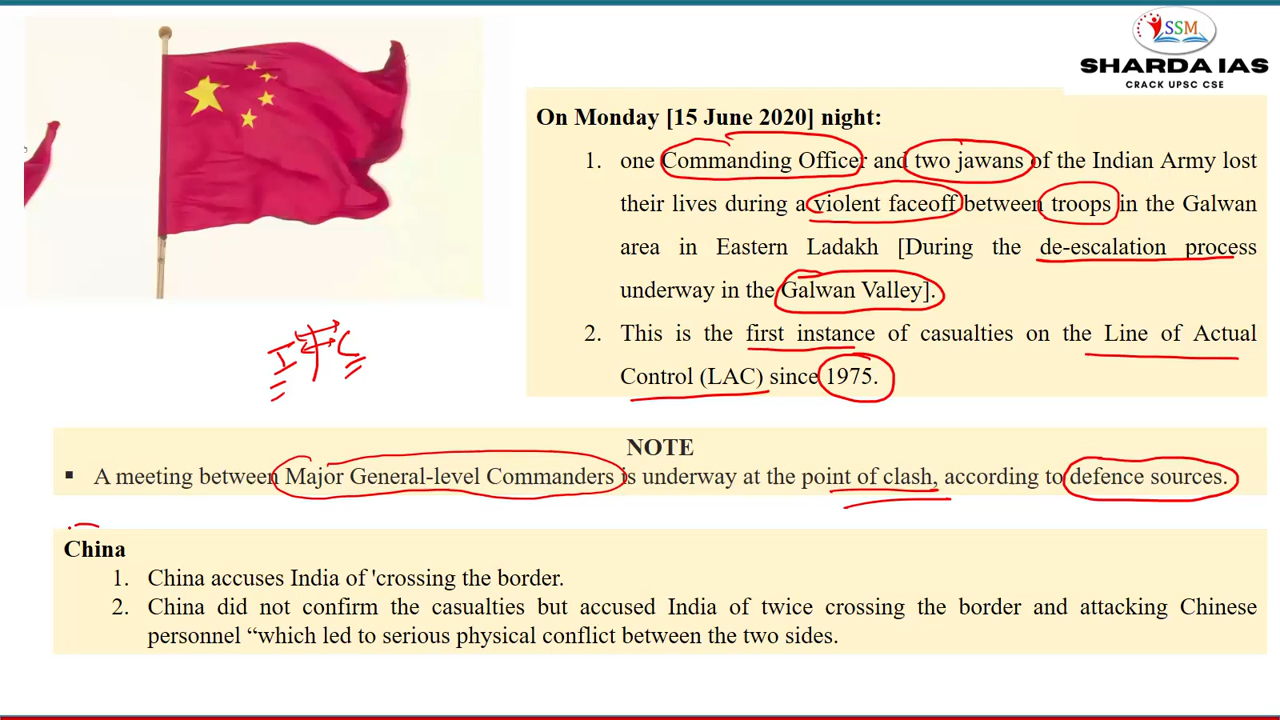 SSM
SHARDA IAS
CRACK UPSC CSE
On Monday [15 June 2020] night:
1. one Commanding Officer and two jawans of the Indian Army lost
their lives during a violent faceoff between troops in the Galwan
area in Eastern Ladakh [During the de-escalation process
underway in the Galwan Valley].
2. This is the first instance of casualties on the Line of Actual
Control (LAC) since 1975.
I C
NOTE
▪ A meeting between Major General-level Commanders is underway at the point of clash, according to defence sources.
China
1. China accuses India of 'crossing the border.
2. China did not confirm the casualties but accused India of twice crossing the border and attacking Chinese
personnel “which led to serious physical conflict between the two sides.